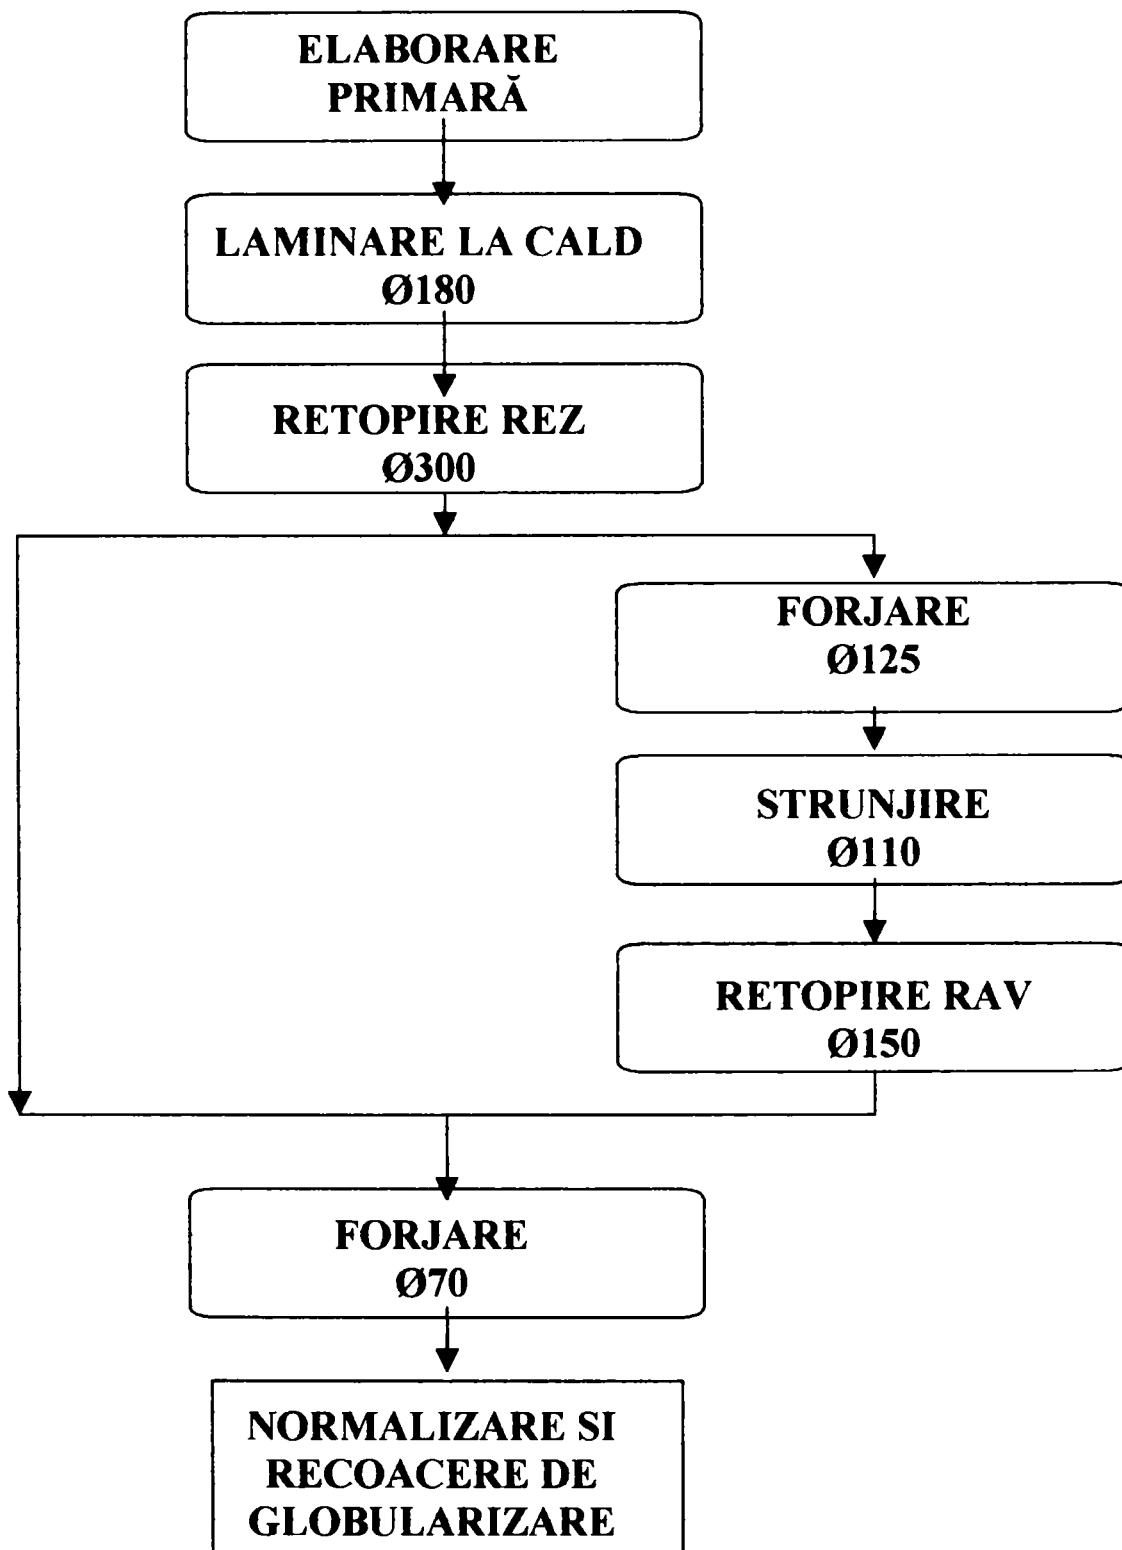 ELABORARE
PRIMARĂ
LAMINARE LA CALD
Ø180
RETOPIRE REZ
Ø300
FORJARE
Ø125
STRUNJIRE
Ø110
RETOPIRE RAV
Ø150
FORJARE
Ø70
NORMALIZARE SI
RECOACERE DE
GLOBULARIZARE